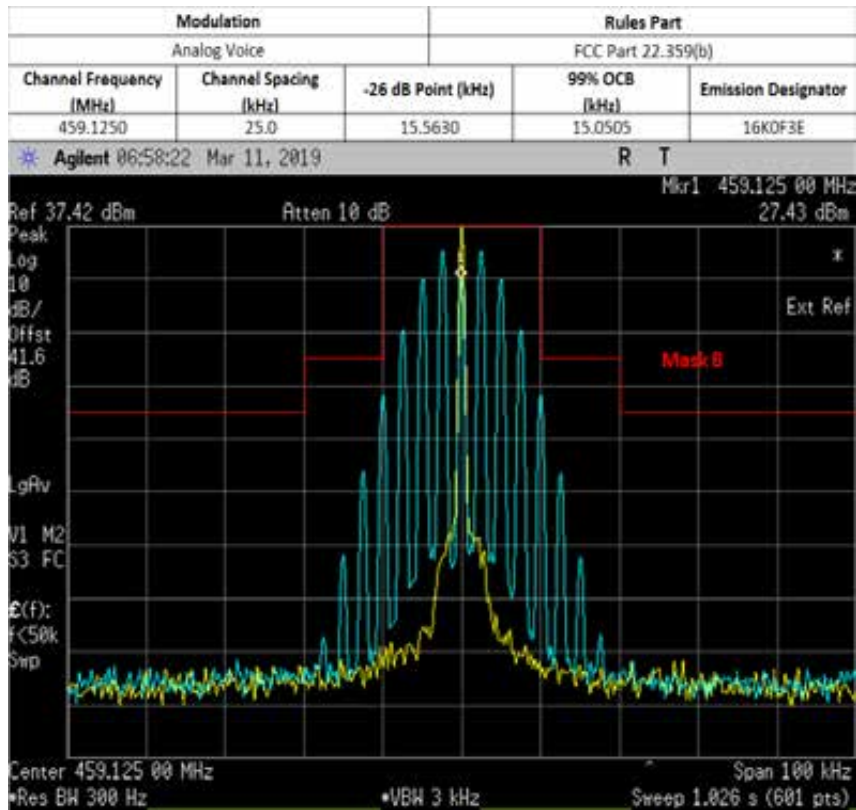 Modulation Rules Part
Analog Voice FCC Part 22.359(b)
Channel Frequency (MHz) Channel Spacing (kHz) -26 dB Point (kHz) 99% OCB (kHz) Emission Designator
459.1250 25.0 15.5630 15.0505 16K0F3E
Agilent 06:58:22 Mar 11, 2019 R T
Mkr1 459.125 00 MHz
Ref 37.42 dBm Atten 10 dB 27.43 dBm
Peak
Log
10
dB/
Offset
41.6
dB
*
Ext Ref
Mask B
LgAv
V1 M2
S3 FC
£(f):
f<50k
Swp
Center 459.125 00 MHz Span 100 kHz
•Res BW 300 Hz •VBW 3 kHz Sweep 1.026 s (601 pts)